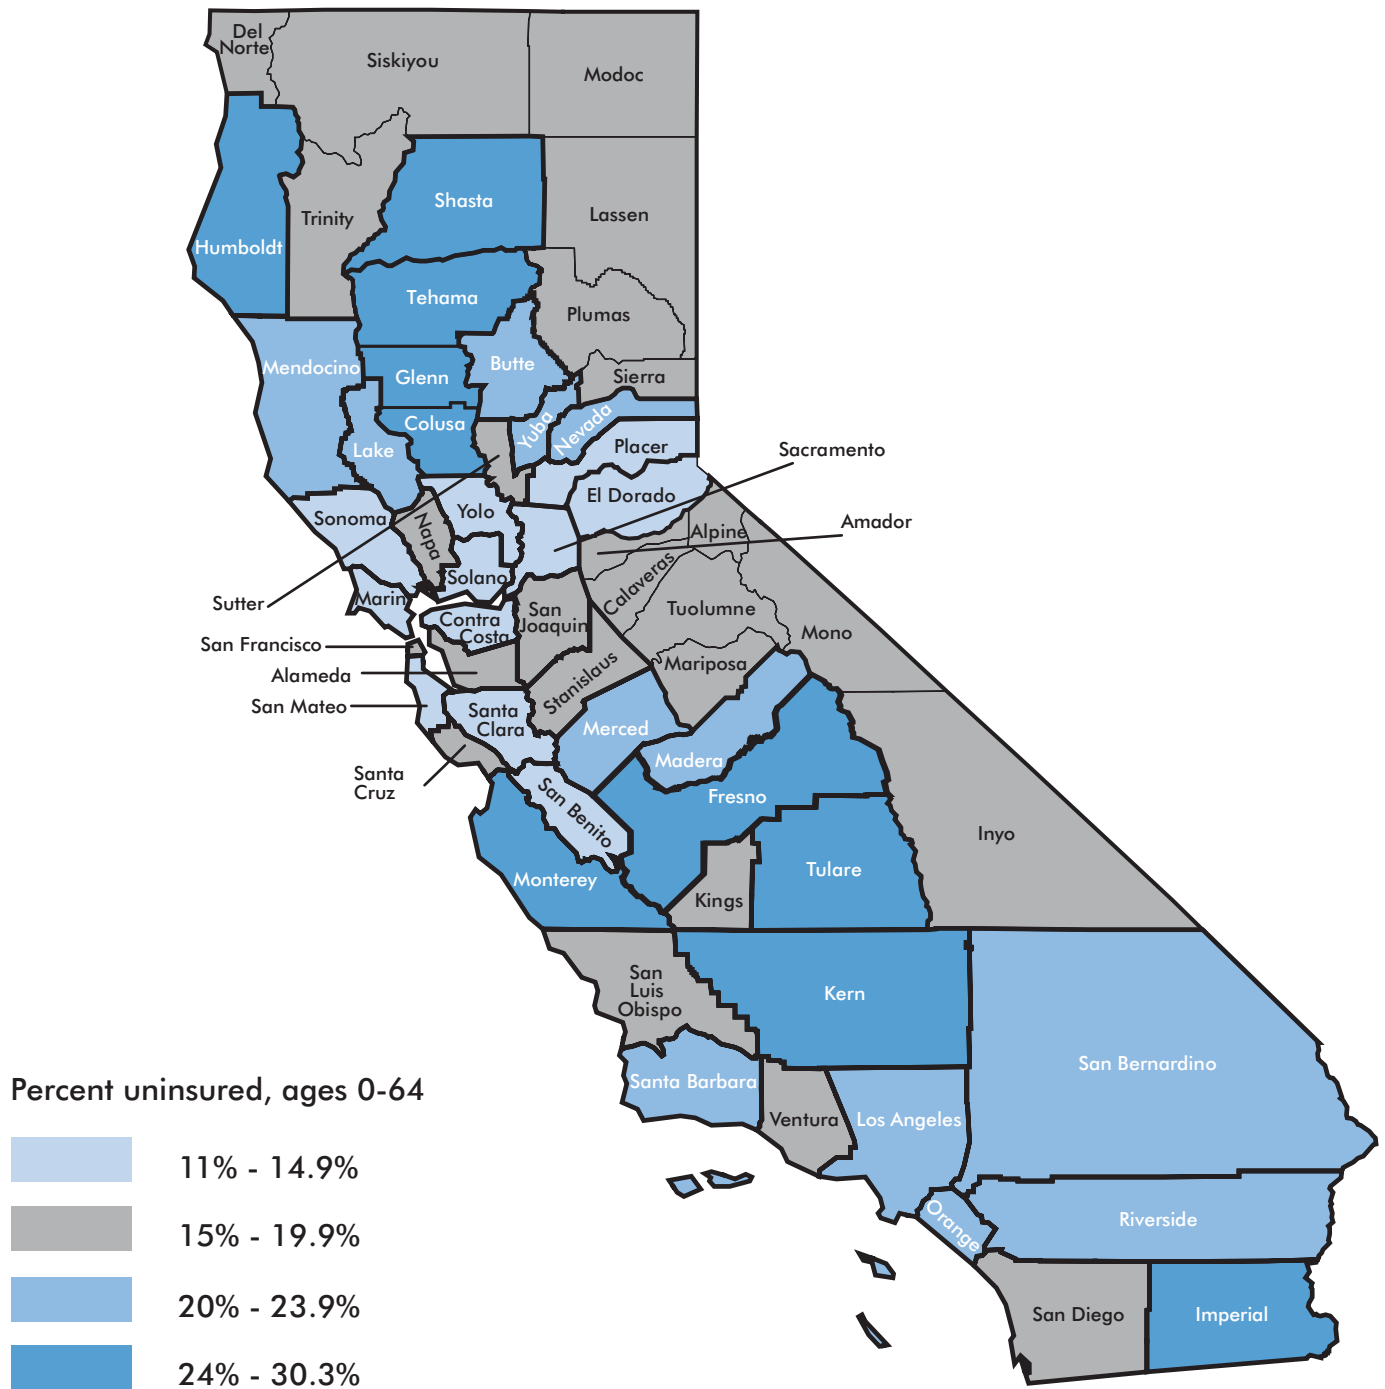 Del
Norte
Siskiyou
Modoc
Shasta
Lassen
Trinity
Humboldt
Tehama
Plumas
Mendocino
Butte
Glenn
Sierra
Colusa
Yuba
Nevada
Lake
Placer
Sacramento
El Dorado
Sonoma
Yolo
Napa
Alpine
Amador
Solano
Calaveras
Marin
Sutter
Contra
Costa
San
Joaquin
Tuolumne
Mono
San Francisco
Alameda
Stanislaus
Mariposa
San Mateo
Santa
Clara
Merced
Madera
Santa
Cruz
San Benito
Fresno
Inyo
Monterey
Tulare
Kings
San
Luis
Obispo
Kern
San Bernardino
Santa Barbara
Ventura
Los Angeles
Orange
Riverside
San Diego
Imperial
Percent uninsured, ages 0-64
11% - 14.9%
15% - 19.9%
20% - 23.9%
24% - 30.3%